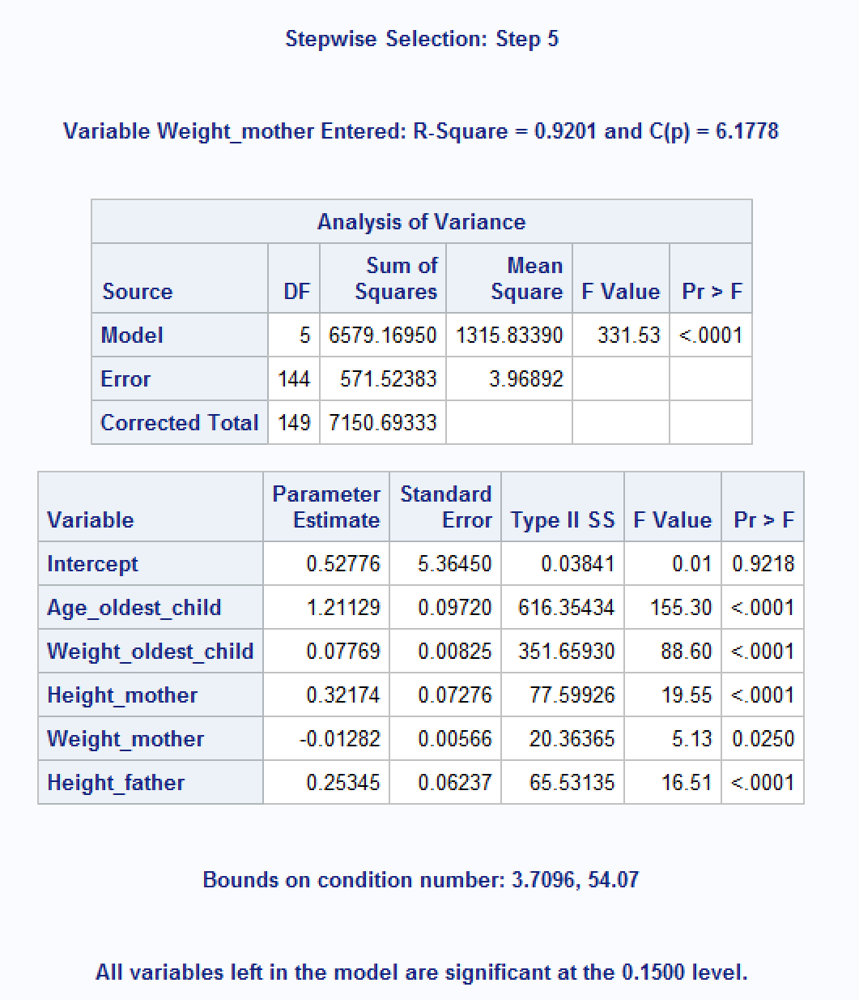 Stepwise Selection: Step 5
Variable Weight_mother Entered: R-Square = 0.9201 and C(p) = 6.1778
Analysis of Variance
Source DF Sum of Squares Mean Square F Value Pr > F
Model 5 6579.16950 1315.83390 331.53 <.0001
Error 144 571.52383 3.96892
Corrected Total 149 7150.69333
Variable Parameter Estimate Standard Error Type II SS F Value Pr > F
Intercept 0.52776 5.36450 0.03841 0.01 0.9218
Age_oldest_child 1.21129 0.09720 616.35434 155.30 <.0001
Weight_oldest_child 0.07769 0.00825 351.65930 88.60 <.0001
Height_mother 0.32174 0.07276 77.59926 19.55 <.0001
Weight_mother -0.01282 0.00566 20.36365 5.13 0.0250
Height_father 0.25345 0.06237 65.53135 16.51 <.0001
Bounds on condition number: 3.7096, 54.07
All variables left in the model are significant at the 0.1500 level.